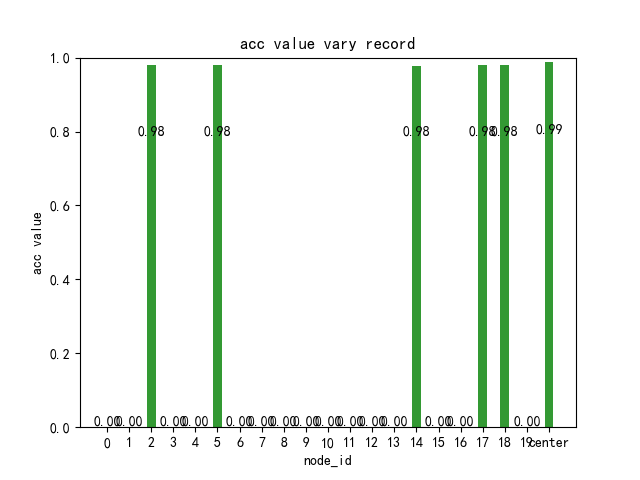 acc value vary record
1.0
0.8
0.6
0.4
0.2
0.0
acc value
0.98 0.98 0.98 0.98 0.98 0.99
0.00 0.00 0.00 0.00 0.00 0.00 0.00 0.00 0.00 0.00 0.00 0.00 0.00 0.00 0.00
0 1 2 3 4 5 6 7 8 9 10 11 12 13 14 15 16 17 18 19 center
node_id